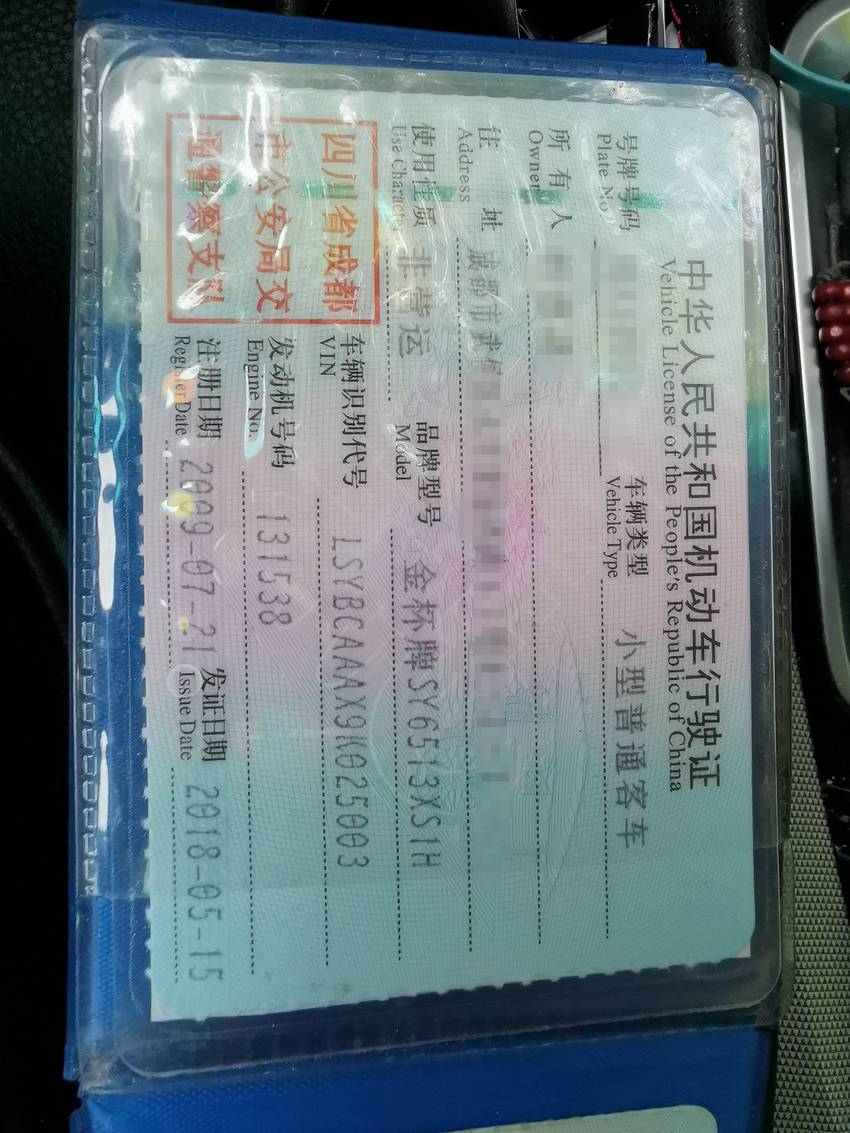 中华人民共和国机动车行驶证
Vehicle License of the People's Republic of China
号牌号码
Plate No.
车辆类型 小型普通客车
Vehicle Type
所有人
Owner
住址 成都市武
Address
使用性质 非营运
Use Character
品牌型号 金杯牌SY6513XS1H
Model
四川省成都
市公安局交
通警察支队
车辆识别代号 LSYBCAAAX9K025003
VIN
发动机号码 131538
Engine No.
注册日期 2009-07-21
Register Date
发证日期 2018-05-15
Issue Date